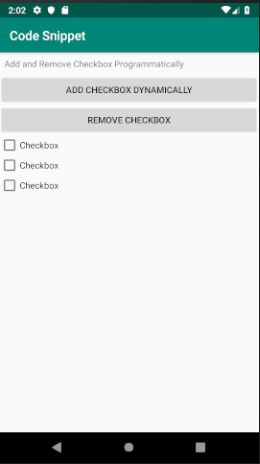 2:02
Code Snippet
Add and Remove Checkbox Programmatically
ADD CHECKBOX DYNAMICALLY
REMOVE CHECKBOX
Checkbox
Checkbox
Checkbox